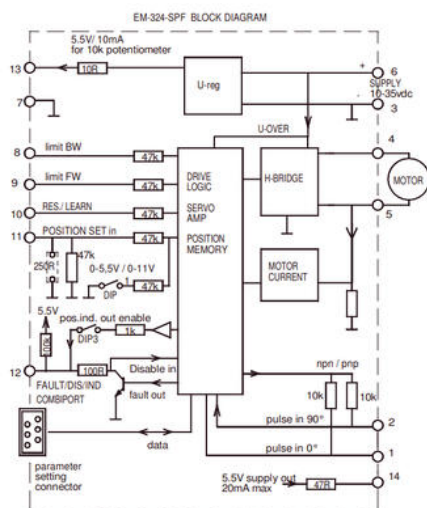 EM-324-SPF BLOCK DIAGRAM
5.5V/ 10mA
for 10k potentiometer
13
10R
U-reg
+
6
SUPPLY
10-35vdc
7
3
U-OVER
4
8
limit BW
47k
9
limit FW
47k
10
RES./ LEARN
47k
11
POSITION SET in
47k
DRIVE
LOGIC
SERVO
AMP
POSITION
MEMORY
H-BRIDGE
MOTOR
5
MOTOR
CURRENT
250R
47k
0-5,5V / 0-11V
1
DIP
47k
5.5V
pos.ind. out enable
DIP3
1k
100k
12
100R
Disable in
FAULT/DIS/IND
COMBIPORT
fault out
npn / pnp
10k
10k
pulse in 90°
2
pulse in 0°
1
data
parameter
setting
connector
5.5V supply out
20mA max
47R
14